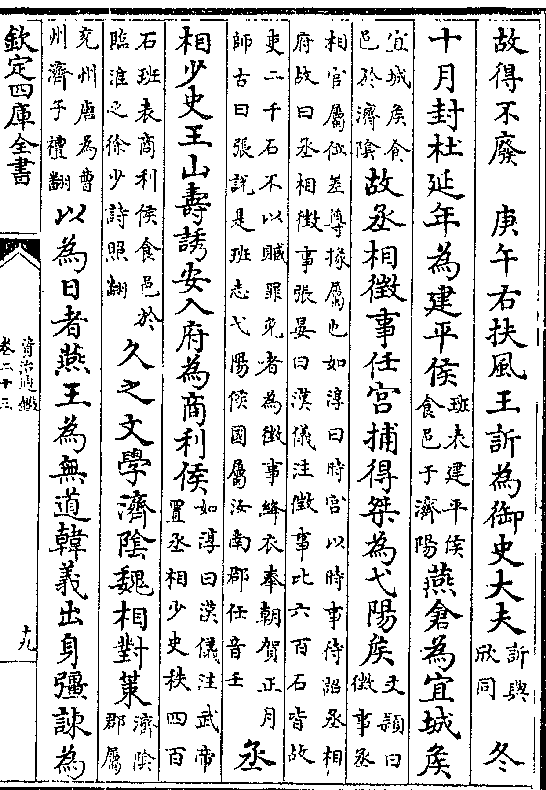 故得不廢　庚午右扶風王訢為御史大夫訢與欣同　冬
十月封杜延年為建平侯班表建平侯食邑于濟陽燕倉為宜城侯
宜城侯食邑於濟陰故丞相徵事任宮捕得桀為弋陽侯文頴曰徵事丞
相官屬位差尊掾屬也如淳曰時宮以時事待詔丞相府故曰丞相徵事張晏曰漢儀注徵事比六百石皆故
吏二千石不以贓罪免者為徵事絳衣奉朝賀正月師古曰張說是班志弋陽侯國屬汝南郡任音壬丞
相少史王山壽誘安入府為商利侯如淳曰漢儀注武帝置丞相少史秩四百
石班表商利侯食邑於臨淮之徐少詩照翻久之文學濟隂魏相對策濟隂郡屬
兖州唐為曹州濟子禮翻以為日者燕王為無道韓義出身彊諫為
欽定四庫全書
資治通鑑
卷二十三
十九